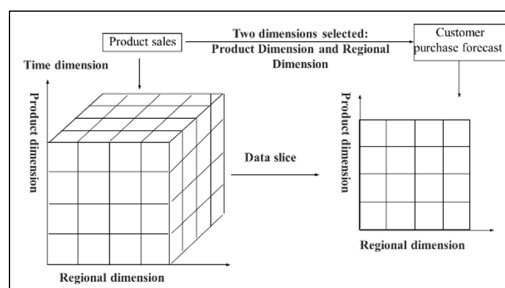 Product sales
Two dimensions selected:
Product Dimension and Regional
Dimension
Customer
purchase forecast
Time dimension
Product dimension
Data slice
Product dimension
Regional dimension
Regional dimension